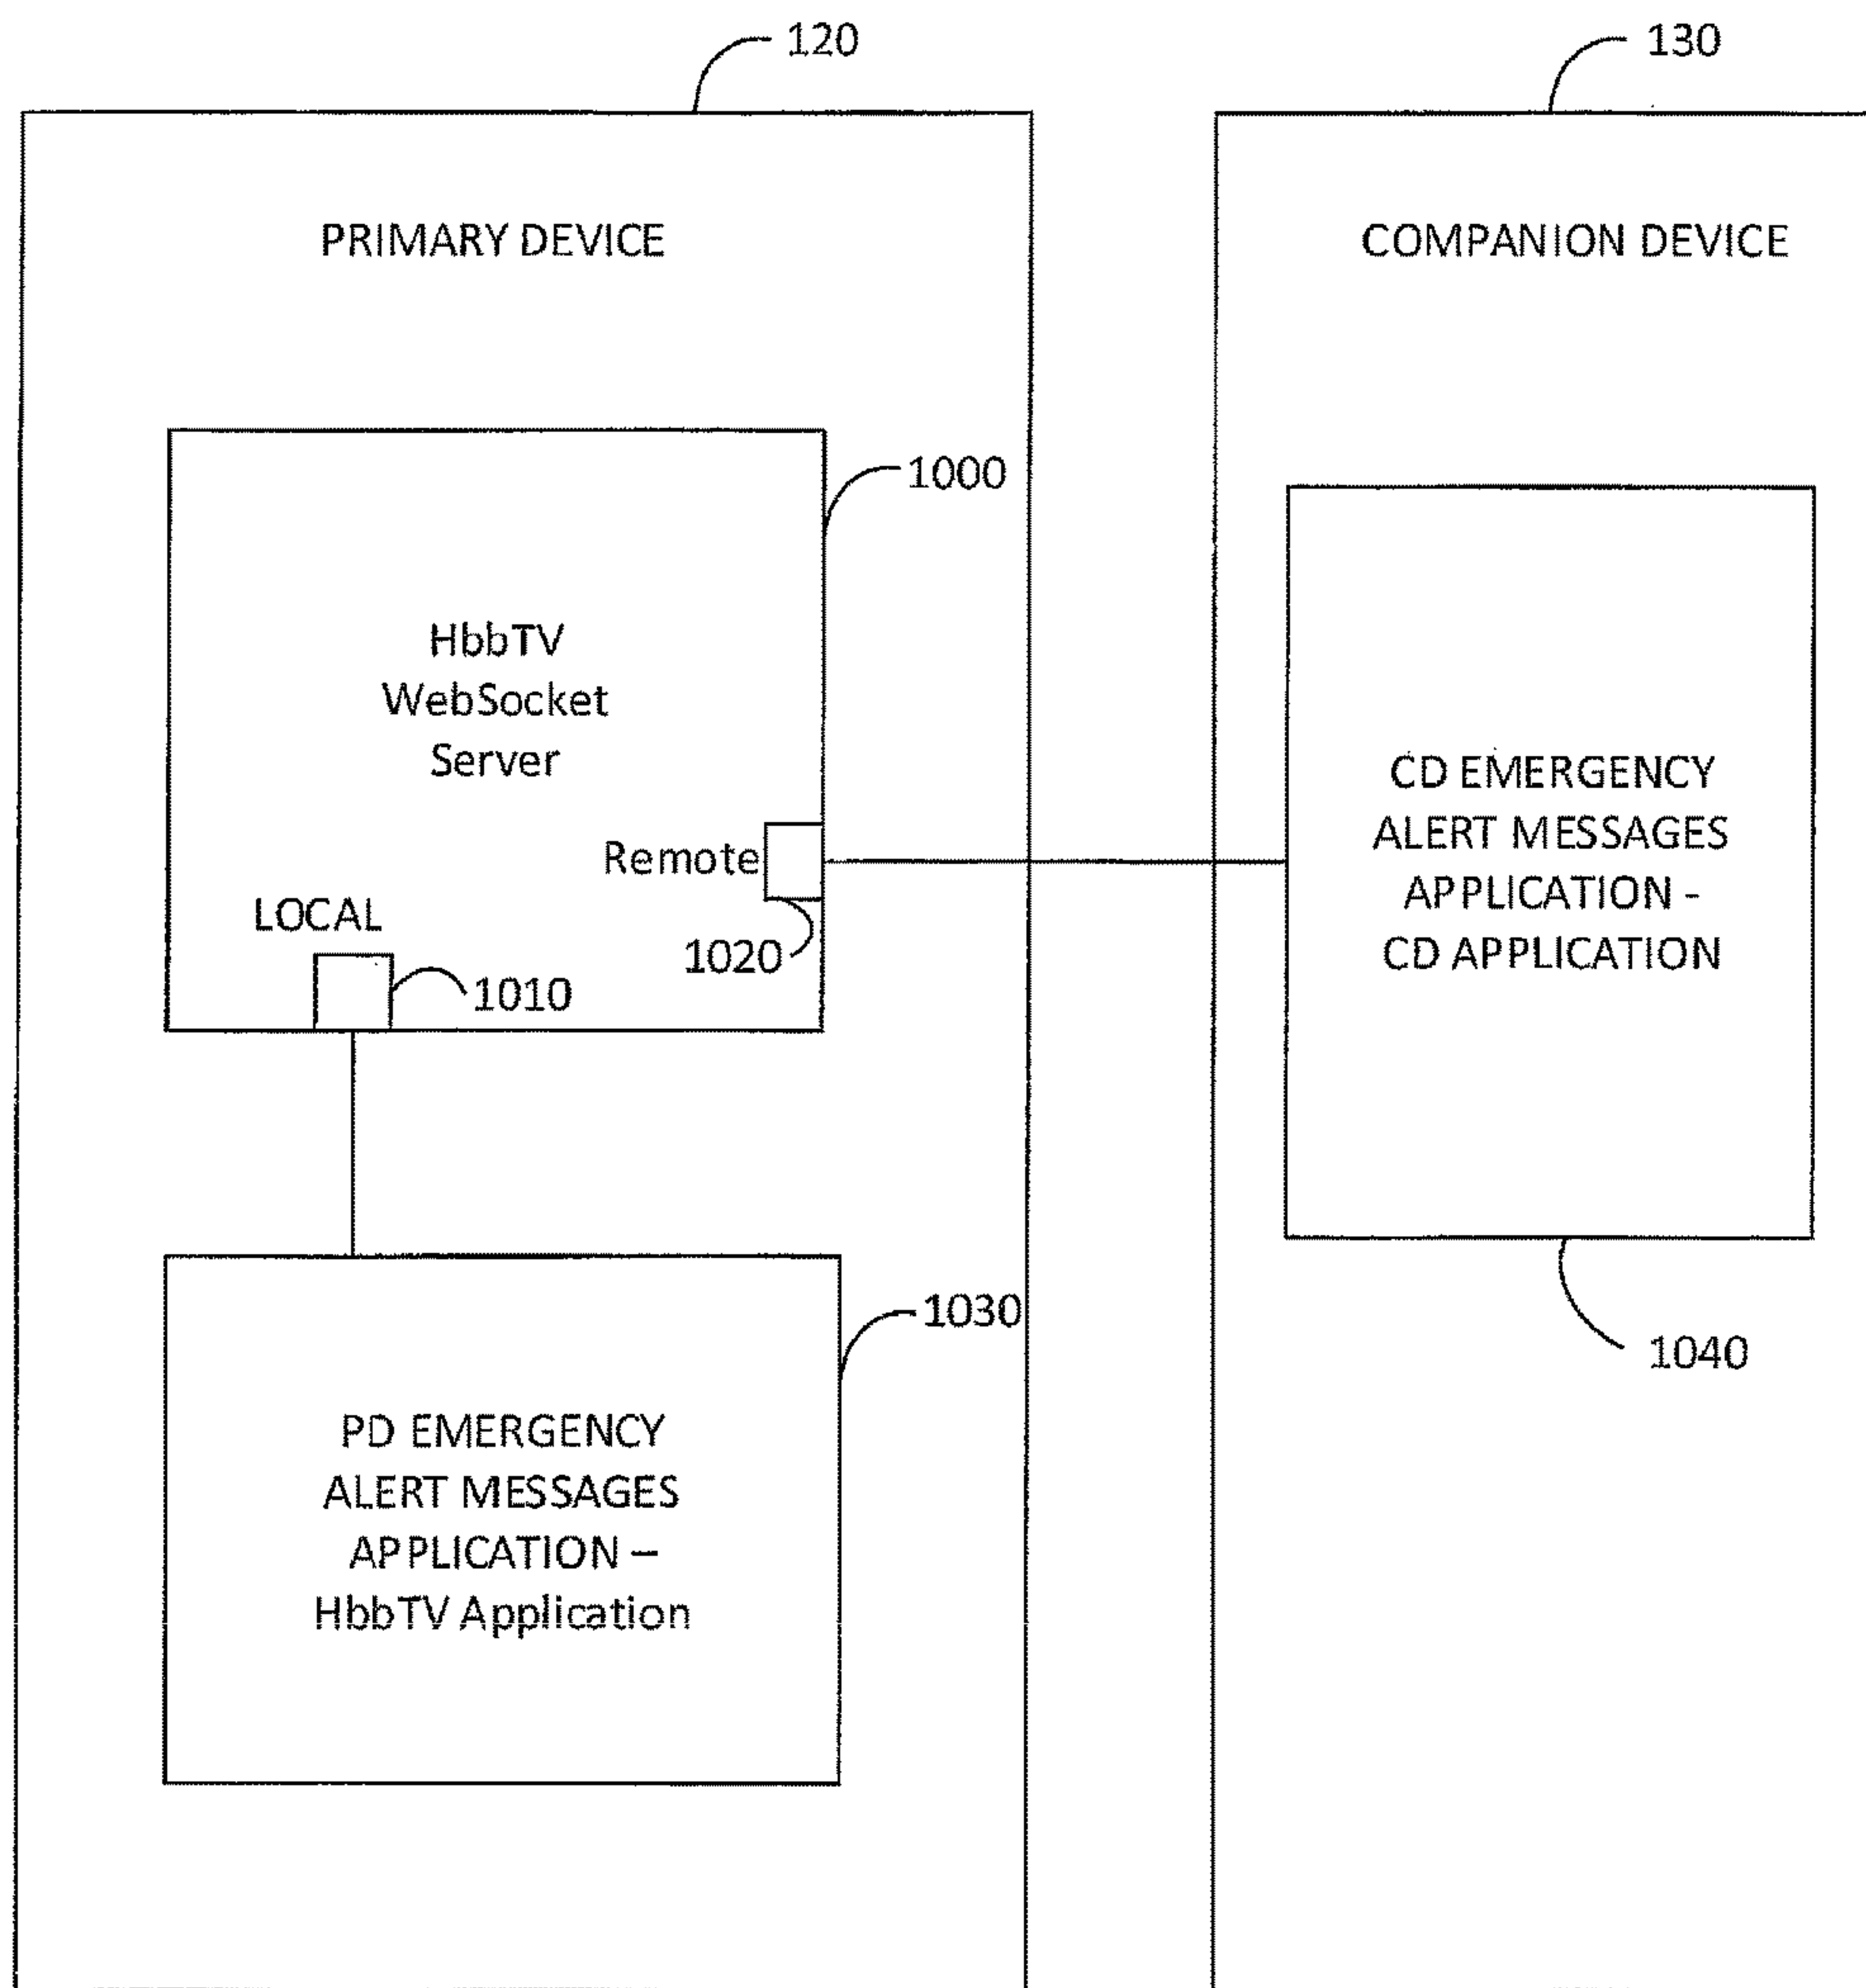 120
130
PRIMARY DEVICE
COMPANION DEVICE
1000
HbbTV
WebSocket
Server
Remote
1020
LOCAL
1010
CD EMERGENCY
ALERT MESSAGES
APPLICATION -
CD APPLICATION
1040
1030
PD EMERGENCY
ALERT MESSAGES
APPLICATION –
HbbTV Application